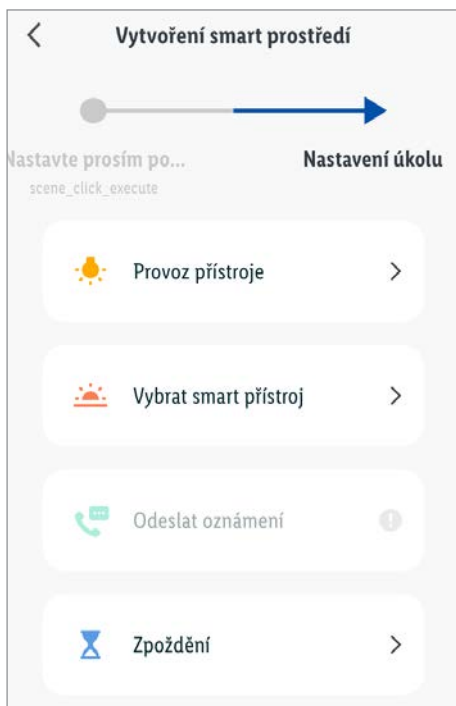 Vytvoření smart prostředí
Nastavte prosím po...
Nastavení úkolu
scene_click_execute
Provoz přístroje
Vybrat smart přístroj
Odeslat oznámení
Zpoždění